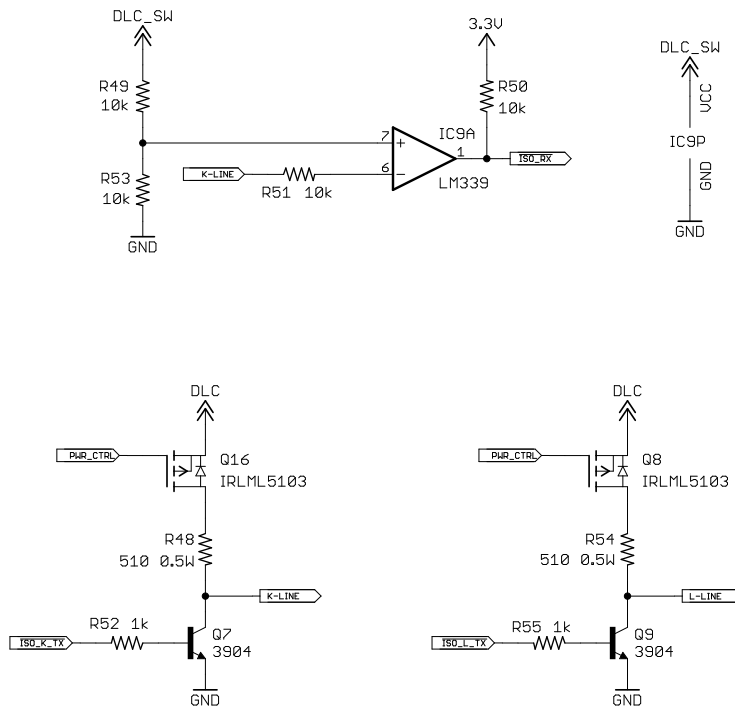 DLC_SW
R49
10k
R53
10k
GND
K-LINE
R51 10k
7
+
6
-
1
IC9A
LM339
3.3V
R50
10k
ISO_RX
DLC_SW
VCC
IC9P
GND
GND
DLC
PWR_CTRL
Q16
IRLML5103
R48
510 0.5W
K-LINE
ISO_K_TX
R52 1k
Q7
3904
GND
DLC
PWR_CTRL
Q8
IRLML5103
R54
510 0.5W
L-LINE
ISO_L_TX
R55 1k
Q9
3904
GND